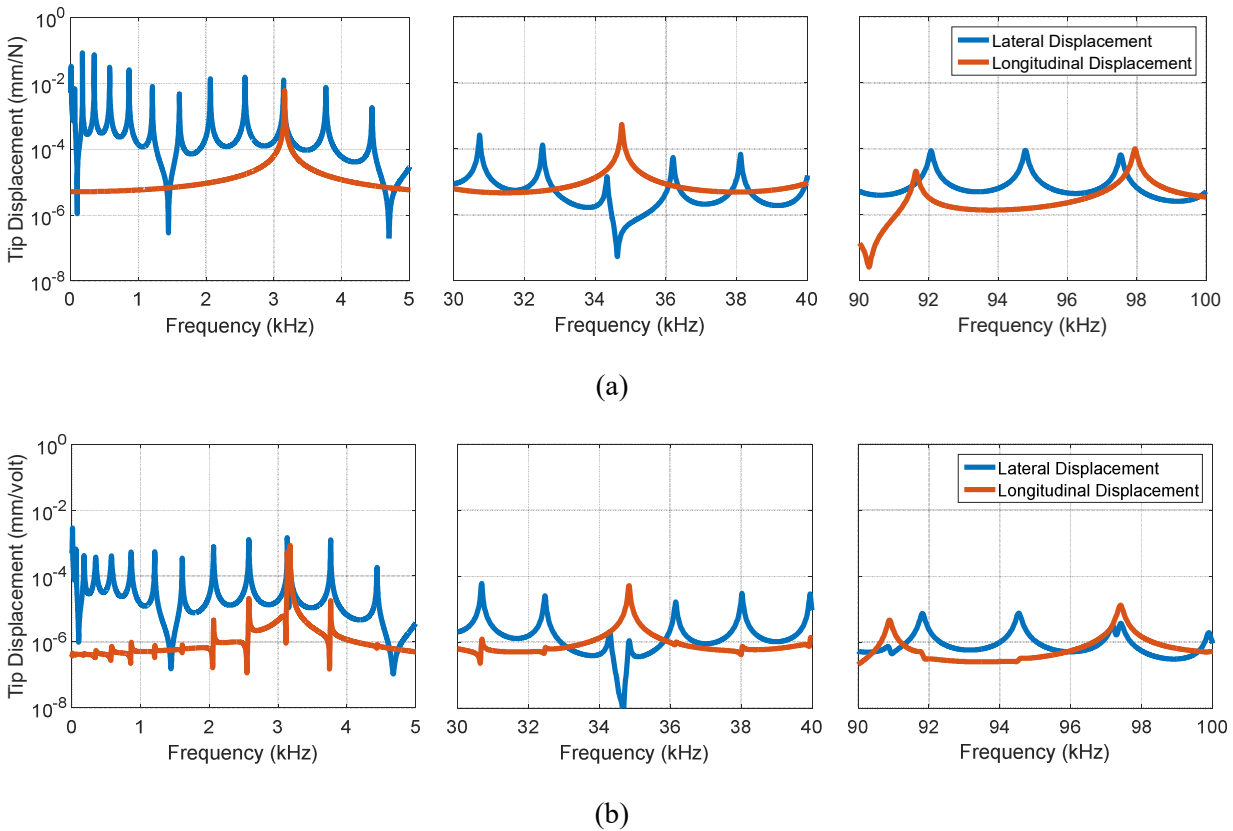 10^0
10^-2
10^-4
10^-6
10^-8
Tip Displacement (mm/N)
0 1 2 3 4 5
Frequency (kHz)
30 32 34 36 38 40
Frequency (kHz)
Lateral Displacement
Longitudinal Displacement
90 92 94 96 98 100
Frequency (kHz)
(a)
10^0
10^-2
10^-4
10^-6
10^-8
Tip Displacement (mm/volt)
0 1 2 3 4 5
Frequency (kHz)
30 32 34 36 38 40
Frequency (kHz)
Lateral Displacement
Longitudinal Displacement
90 92 94 96 98 100
Frequency (kHz)
(b)